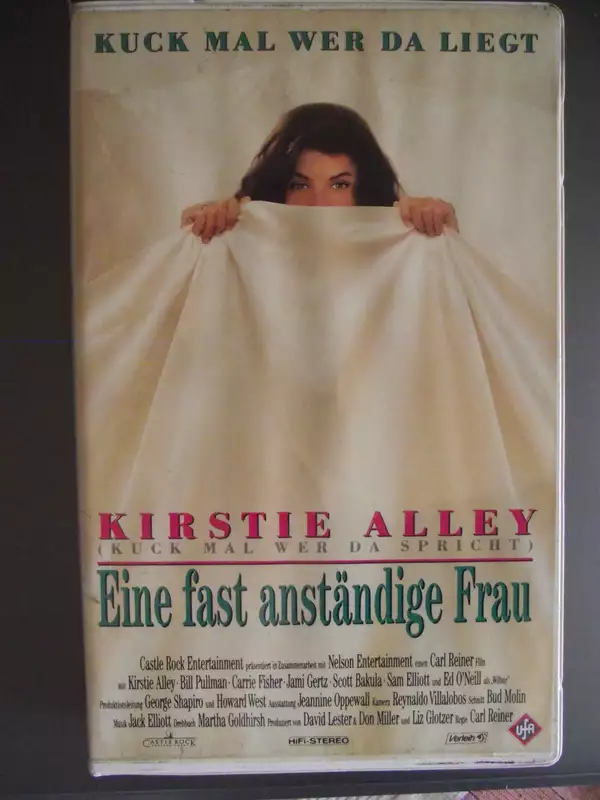 KUCK MAL WER DA LIEGT
KIRSTIE ALLEY
(KUCK MAL WER DA SPRICHT)
Eine fast anständige Frau
Castle Rock Entertainment präsentiert in Zusammenarbeit mit Nelson Entertainment einen Carl Reiner Film
mit Kirstie Alley · Bill Pullman · Carrie Fisher · Jami Gertz · Scott Bakula · Sam Elliott und Ed O'Neill als „Wilbur"
Produktionsleitung George Shapiro und Howard West Ausstattung Jeannine Oppewall Kamera Reynaldo Villalobos Schnitt Bud Molin
Musik Jack Elliott Drehbuch Martha Goldhirsh Produziert von David Lester & Don Miller und Liz Glotzer Regie Carl Reiner
CASTLE ROCK
HiFi-STEREO
Verleih
ufa